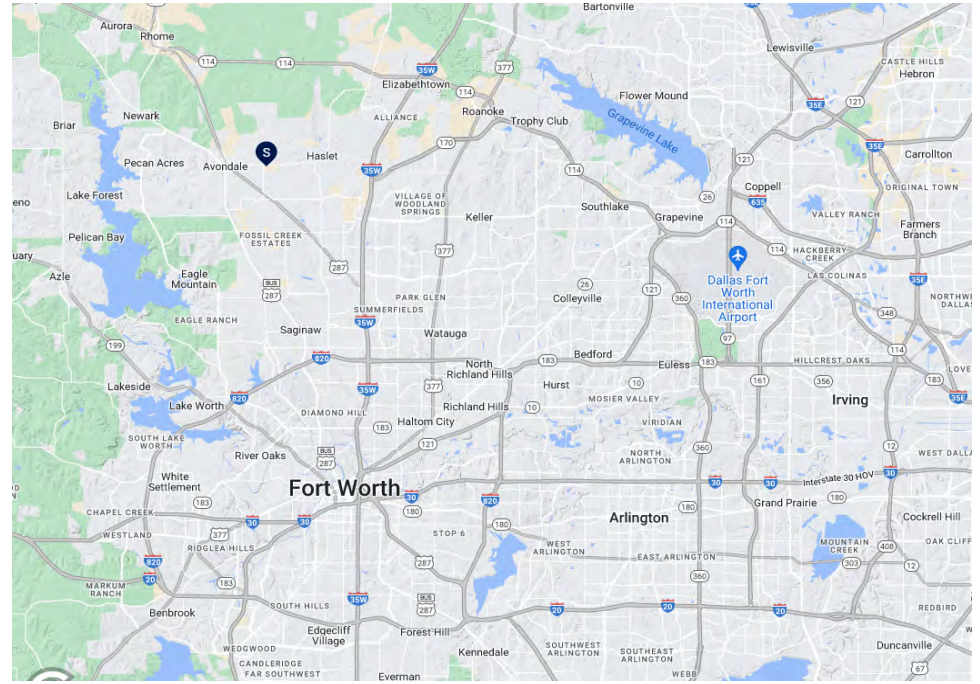 Bartonville
Aurora
Rhome
114
114
377
Lewisville
CASTLE HILLS
Hebron
35W
Elizabethtown
114
Roanoke
Flower Mound
35E
121
Trophy Club
Grapevine Lake
Newark
ALLIANCE
Briar
170
35E
Carrollton
S
Haslet
Pecan Acres
Avondale
35W
114
121
Coppell
ORIGINAL TOWN
Lake Forest
VILLAGE OF
WOODLAND
SPRINGS
26
635
Southlake
Grapevine
114
VALLEY RANCH
Farmers
Branch
Keller
Pelican Bay
FOSSIL CREEK
ESTATES
377
114
HACKBERRY
CREEK
Azle
Eagle
Mountain
287
BUS
287
26
121
360
Dallas Fort
Worth
International
Airport
LAS COLINAS
35E
NORTHW
DALLAS
PARK GLEN
Colleyville
SUMMERFIELDS
348
EAGLE RANCH
Saginaw
35W
Watauga
97
199
820
North
Richland Hills
183
Bedford
Euless
183
HILLCREST OAKS
114
LOVE
Lakeside
820
35W
377
Hurst
10
161
356
183
35E
Lake Worth
Richland Hills
10
MOSIER VALLEY
Irving
DIAMOND HILL
183
Haltom City
VIRIDIAN
SOUTH LAKE
WORTH
121
12
River Oaks
BUS
287
NORTH
ARLINGTON
360
WEST DALLA
White
Settlement
183
Fort Worth
30
820
30
30
Interstate 30 HOV
30
Grand Prairie
180
CHAPEL CREEK
180
180
Arlington
Cockrell Hill
WESTLAND
377
30
30
STOP 6
180
RIDGLEA HILLS
WEST
ARLINGTON
EAST ARLINGTON
MOUNTAIN
CREEK
408
OAK CLIFF
820
287
303
12
20
183
360
MARKUM
RANCH
SOUTH HILLS
35W
BUS
287
20
20
20
REDBIRD
Benbrook
Edgecliff
Village
Forest Hill
WEDGWOOD
Kennedale
SOUTHWEST
ARLINGTON
SOUTHEAST
ARLINGTON
Duncanville
CANDLERIDGE
FAR SOUTHWEST
Everman
WEBB
67